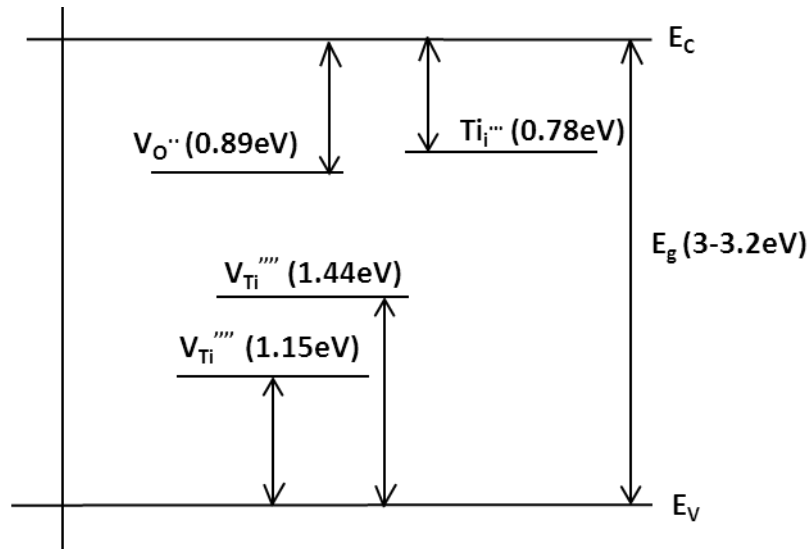 E_C
V_O·· (0.89eV)
Ti_i··· (0.78eV)
E_g (3-3.2eV)
V_Ti'''' (1.44eV)
V_Ti'''' (1.15eV)
E_V